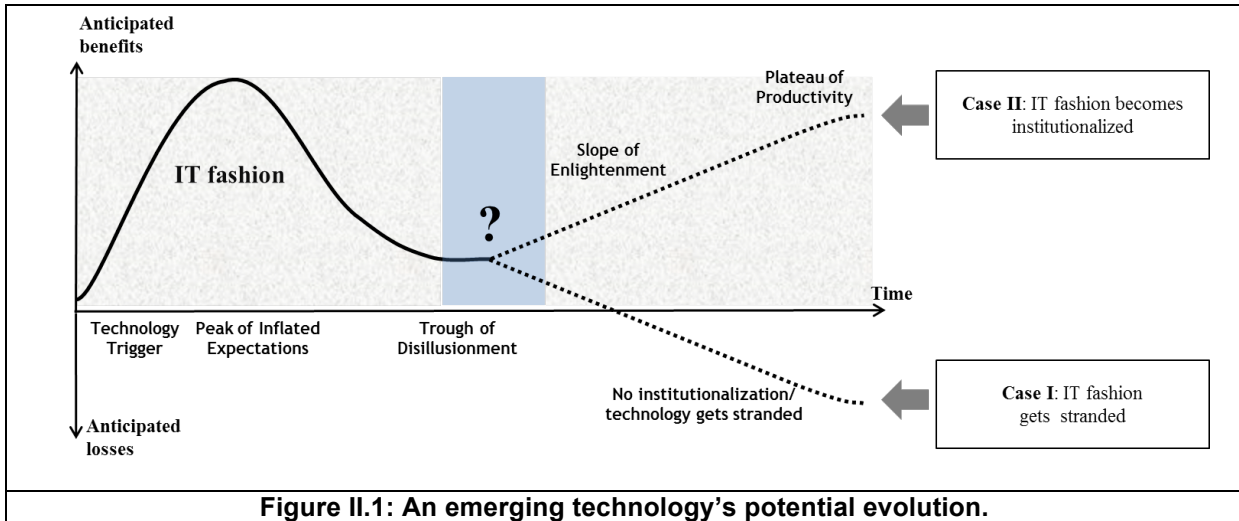 Anticipated
benefits
Plateau of
Productivity
Case II: IT fashion becomes
institutionalized
Slope of
Enlightenment
IT fashion
?
Time
Technology
Trigger
Peak of Inflated
Expectations
Trough of
Disillusionment
No institutionalization/
technology gets stranded
Case I: IT fashion
gets stranded
Anticipated
losses
Figure II.1: An emerging technology's potential evolution.